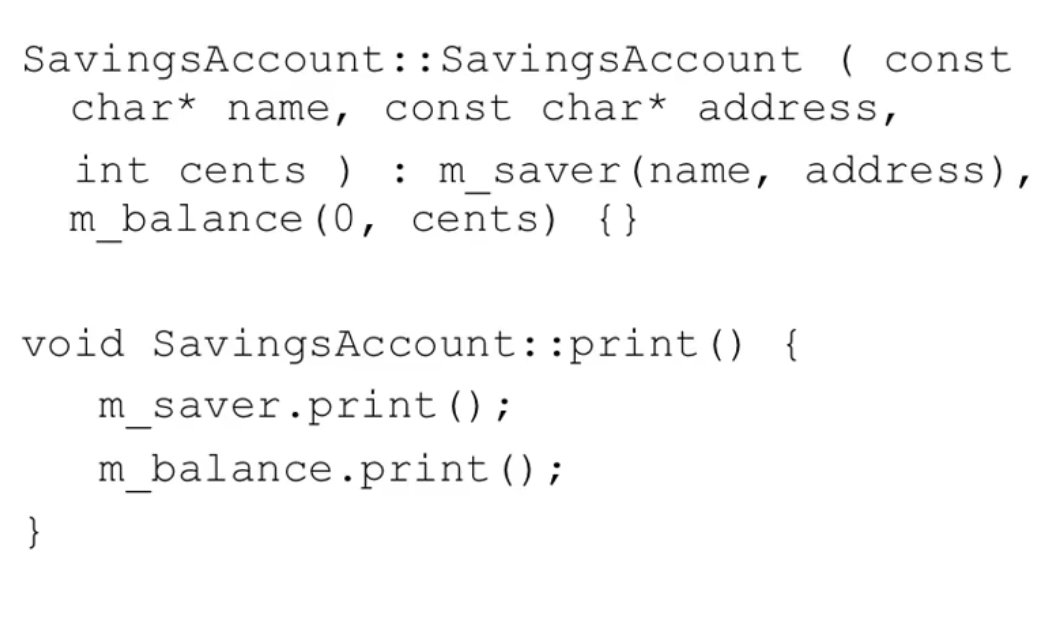 SavingsAccount::SavingsAccount ( const
char* name, const char* address,
int cents ) : m_saver(name, address),
m_balance(0, cents) {}
void SavingsAccount::print() {
m_saver.print();
m_balance.print();
}